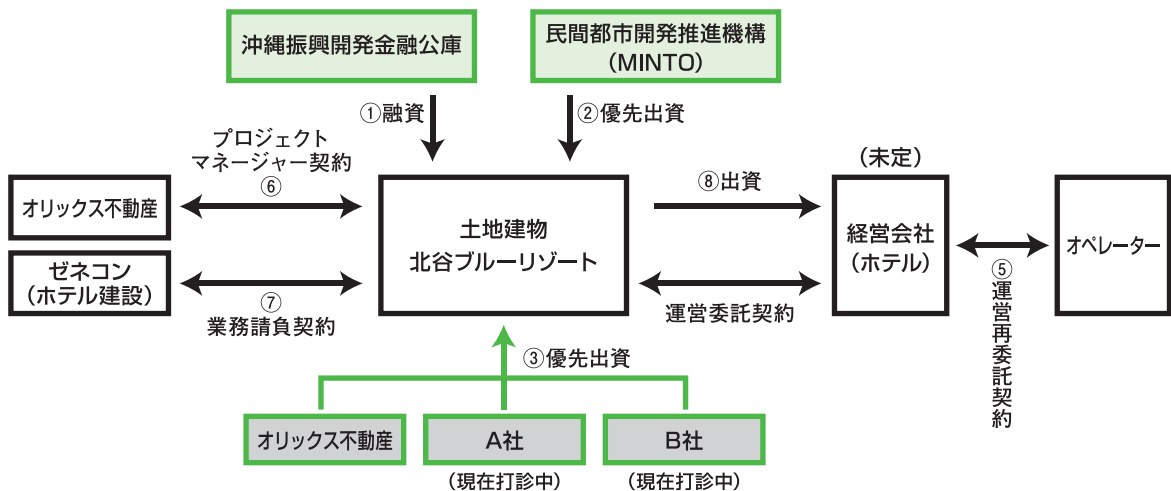 沖縄振興開発金融公庫
民間都市開発推進機構
（MINTO）
①融資
②優先出資
プロジェクト
マネージャー契約
⑥
オリックス不動産
ゼネコン
（ホテル建設）
⑦
業務請負契約
土地建物
北谷ブルーリゾート
⑧出資
運営委託契約
（未定）
経営会社
（ホテル）
⑤運営再委託契約
オペレーター
③優先出資
オリックス不動産
A社
（現在打診中）
B社
（現在打診中）